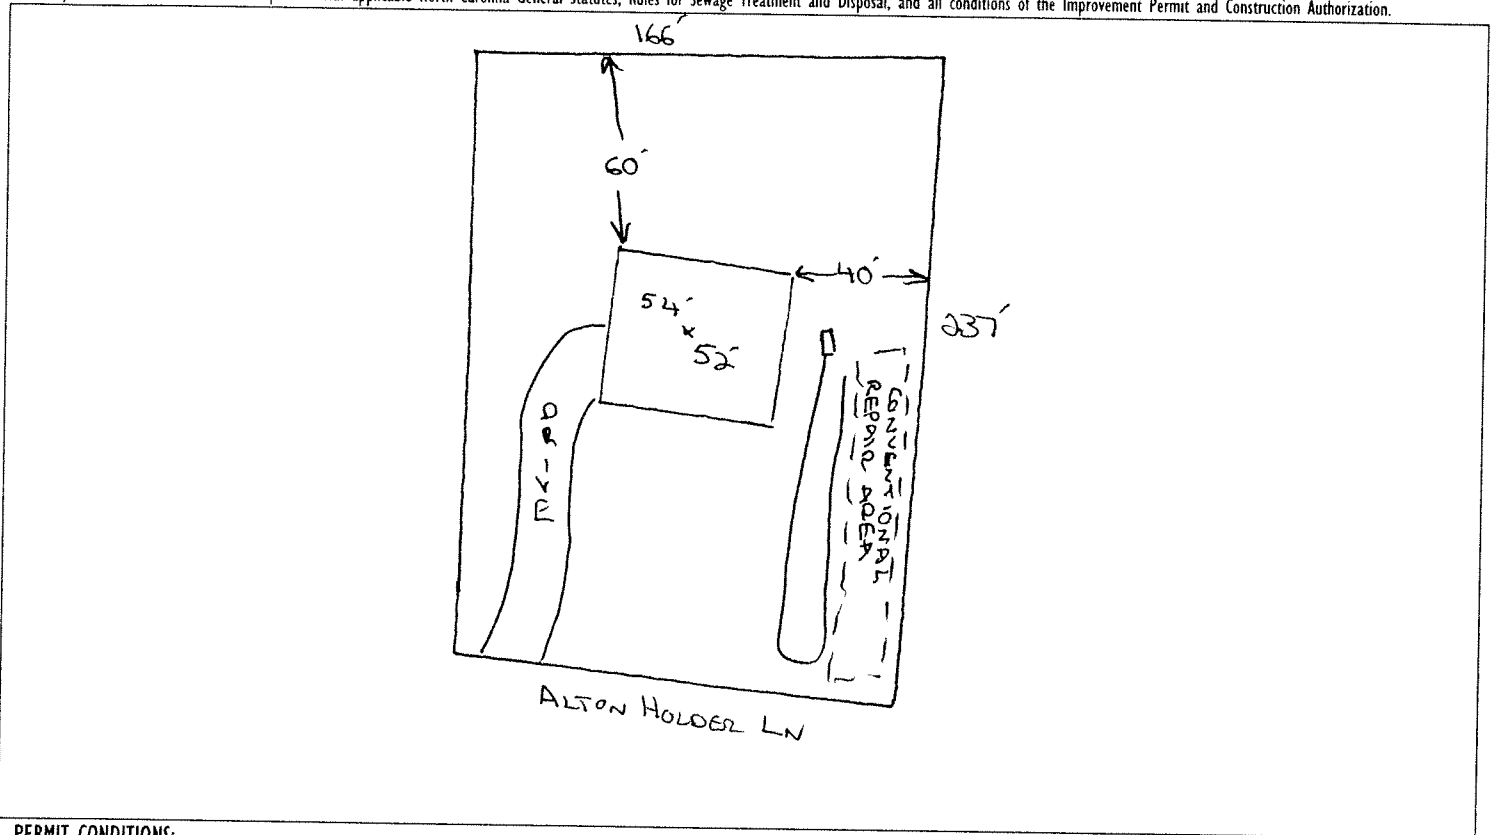 applicable North Carolina General Statutes, Rules for Sewage Treatment and Disposal, and all conditions of the Improvement Permit and Construction Authorization.
166'
60'
40'
54'
x
52'
237'
DRIVE
CONVENTIONAL
REPAIR AREA
ALTON HOLDER LN
PERMIT CONDITIONS: